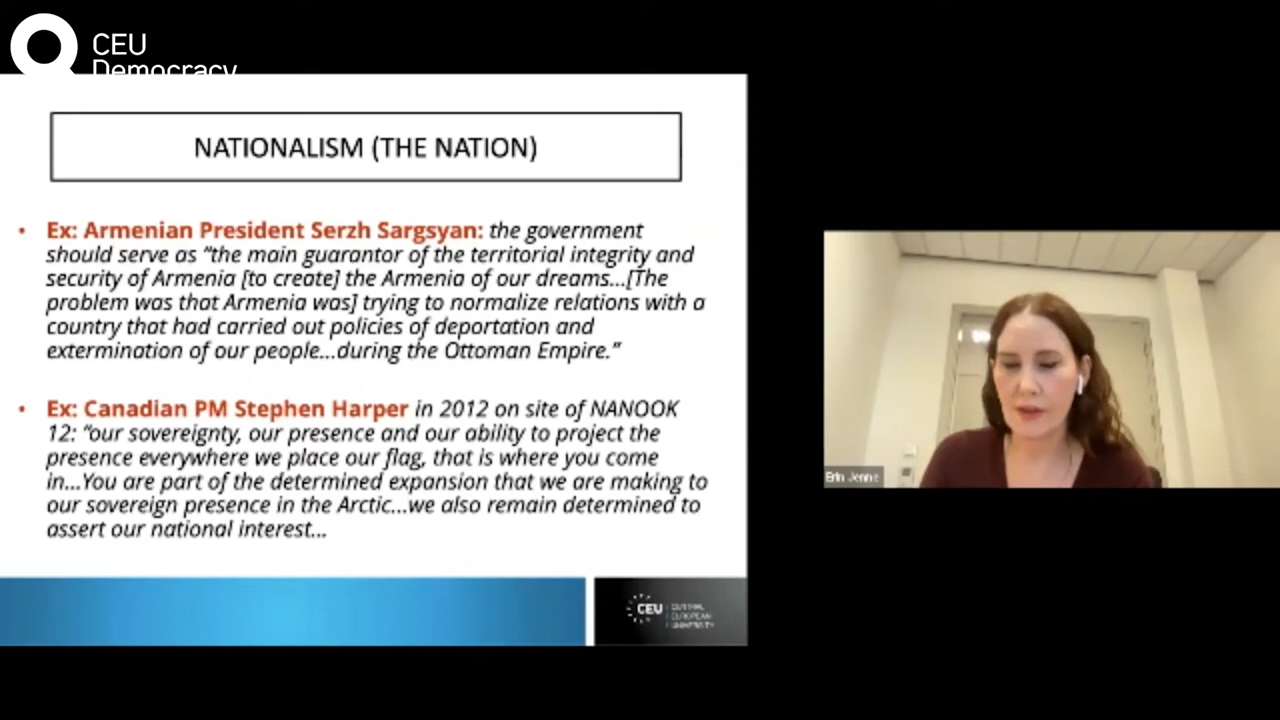 CEU
Democracy
NATIONALISM (THE NATION)
• Ex: Armenian President Serzh Sargsyan: the government
should serve as “the main guarantor of the territorial integrity and
security of Armenia [to create] the Armenia of our dreams...[The
problem was that Armenia was] trying to normalize relations with a
country that had carried out policies of deportation and
extermination of our people...during the Ottoman Empire.”
• Ex: Canadian PM Stephen Harper in 2012 on site of NANOOK
12: “our sovereignty, our presence and our ability to project the
presence everywhere we place our flag, that is where you come
in...You are part of the determined expansion that we are making to
our sovereign presence in the Arctic...we also remain determined to
assert our national interest...
CEU
CENTRAL
EUROPEAN
UNIVERSITY
Erin Jenne